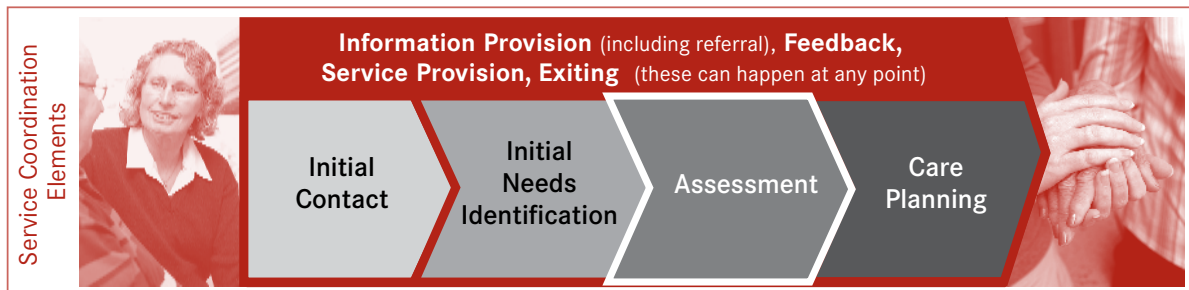 Service Coordination
Elements
Information Provision (including referral), Feedback,
Service Provision, Exiting (these can happen at any point)
Initial
Contact
Initial
Needs
Identification
Assessment
Care
Planning